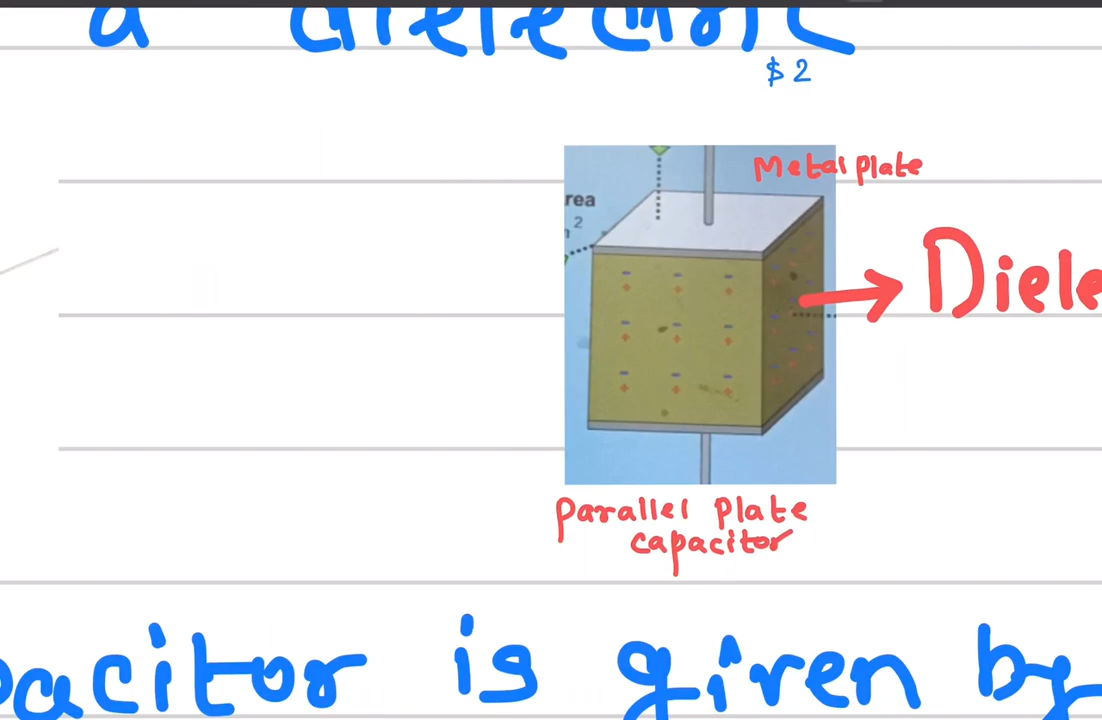 a dielectric
$ 2
Metal plate
rea
2
Diele
Parallel plate
capacitor
pacitor is given by